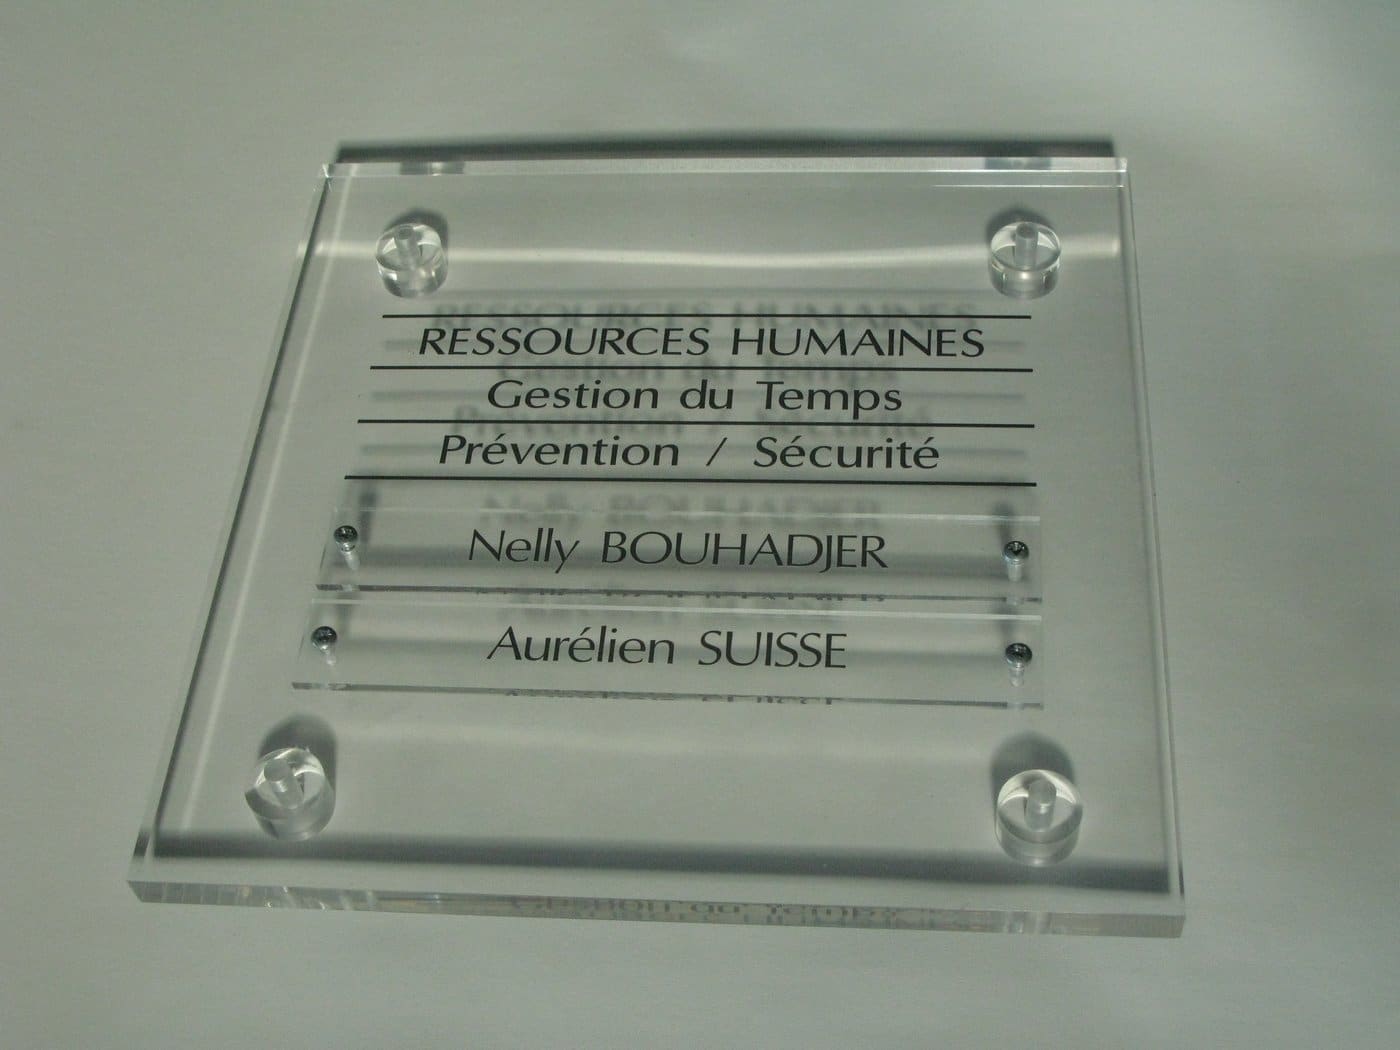 RESSOURCES HUMAINES
Gestion du Temps
Prévention / Sécurité
Nelly BOUHADJER
Aurélien SUISSE